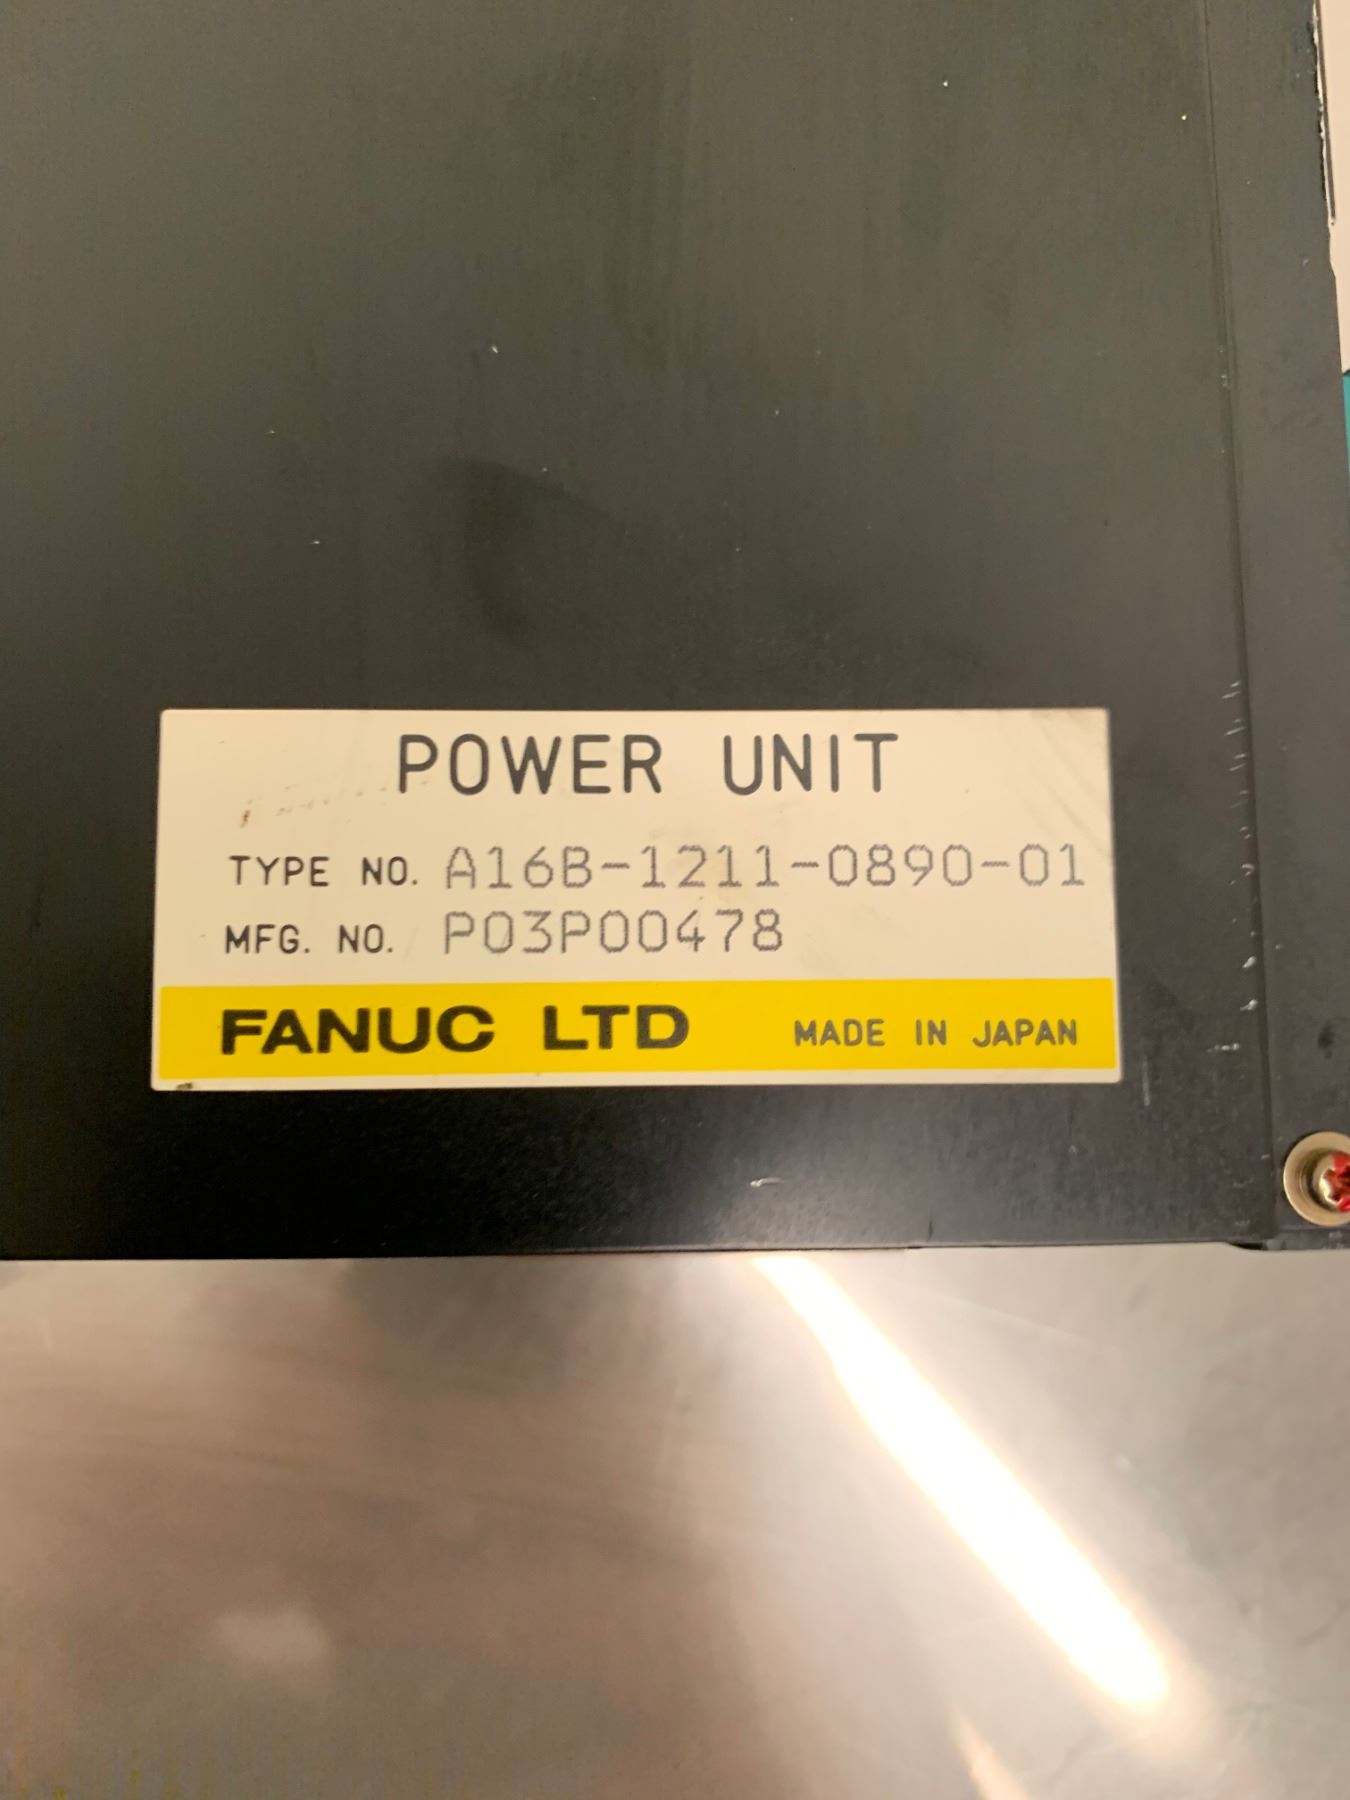 POWER UNIT
TYPE NO. A16B-1211-0890-01
MFG. NO. P03P00478
FANUC LTD MADE IN JAPAN